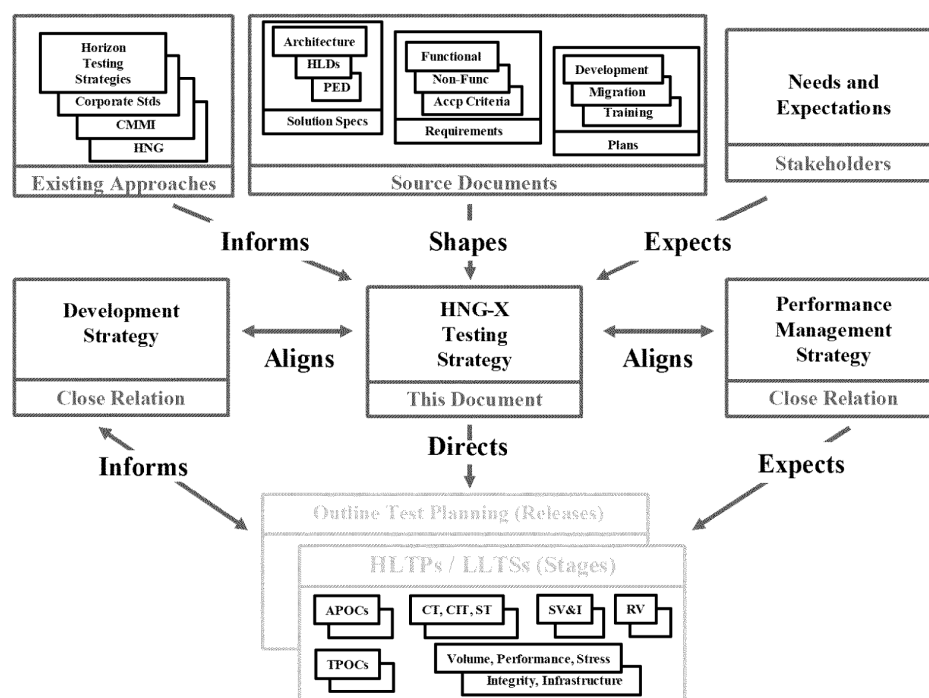 Horizon
Testing
Strategies
Corporate Stds
CMMI
HNG
Existing Approaches
Architecture
HLDs
PED
Solution Specs
Functional
Non-Func
Accp Criteria
Requirements
Development
Migration
Training
Plans
Source Documents
Needs and
Expectations
Stakeholders
Informs
Shapes
Expects
Development
Strategy
Close Relation
Aligns
HNG-X
Testing
Strategy
This Document
Aligns
Performance
Management
Strategy
Close Relation
Informs
Directs
Expects
Outline Test Planning (Releases)
HLTPs / LLTSs (Stages)
APOCs
CT, CIT, ST
SV&I
RV
TPOCs
Volume, Performance, Stress
Integrity, Infrastructure